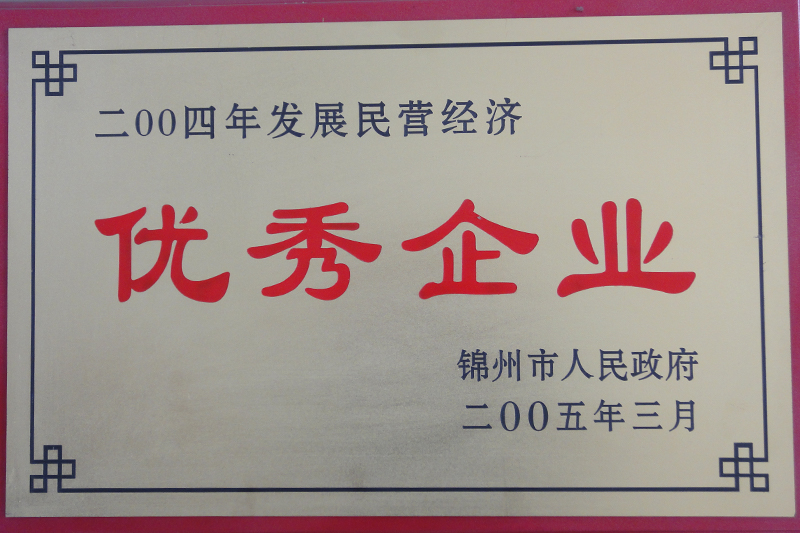 二00四年发展民营经济
优秀企业
锦州市人民政府
二00五年三月